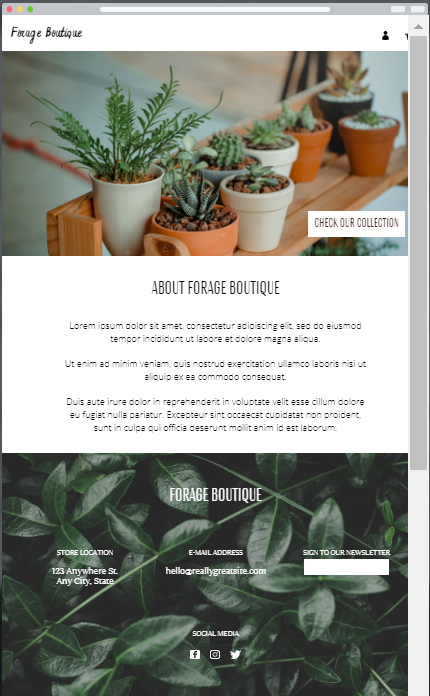 Forage Boutique
CHECK OUR COLLECTION
ABOUT FORAGE BOUTIQUE
Lorem ipsum dolor sit amet, consectetur adipiscing elit, sed do eiusmod
tempor incididunt ut labore et dolore magna aliqua.
Ut enim ad minim veniam, quis nostrud exercitation ullamco laboris nisi ut
aliquip ex ea commodo consequat.
Duis aute irure dolor in reprehenderit in voluptate velit esse cillum dolore
eu fugiat nulla pariatur. Excepteur sint occaecat cupidatat non proident,
sunt in culpa qui officia deserunt mollit anim id est laborum.
FORAGE BOUTIQUE
STORE LOCATION
123 Anywhere St.
Any City, State
E-MAIL ADDRESS
hello@reallygreatsite.com
SIGN TO OUR NEWSLETTER
SOCIAL MEDIA